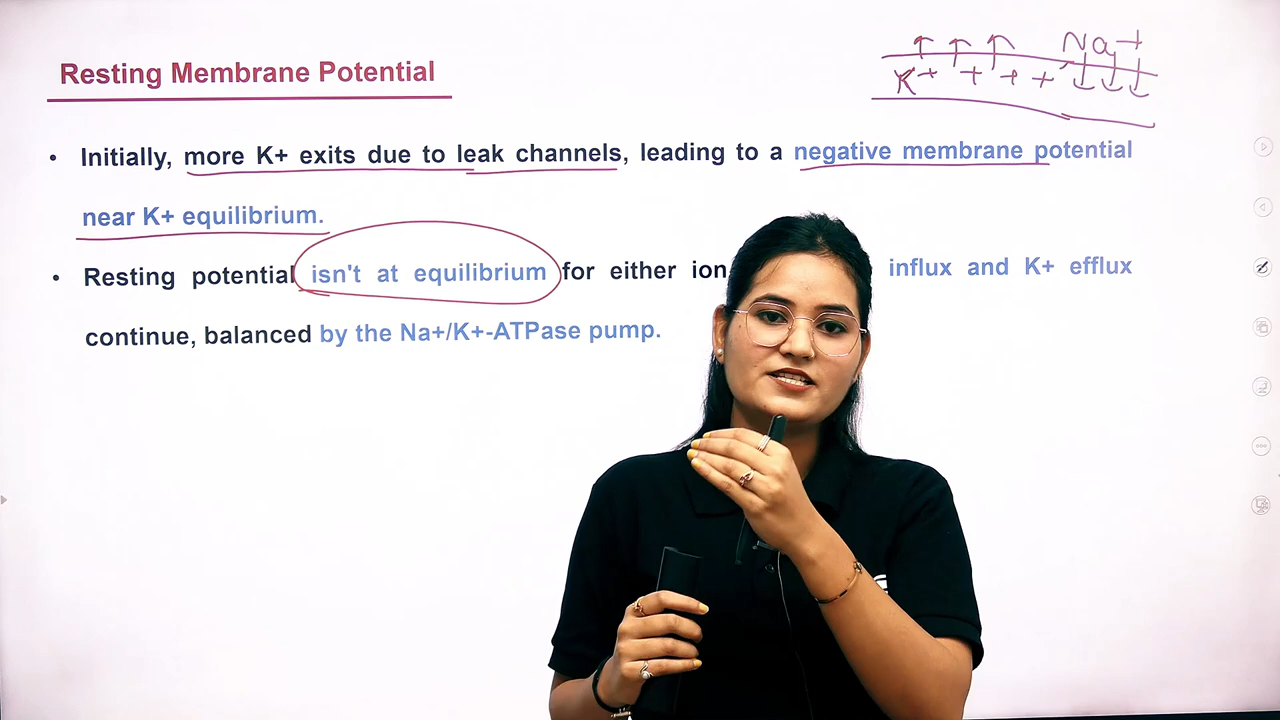 Resting Membrane Potential
Na+
K+ + + +
• Initially, more K+ exits due to leak channels, leading to a negative membrane potential
near K+ equilibrium.
• Resting potential isn't at equilibrium for either ion influx and K+ efflux
continue, balanced by the Na+/K+-ATPase pump.